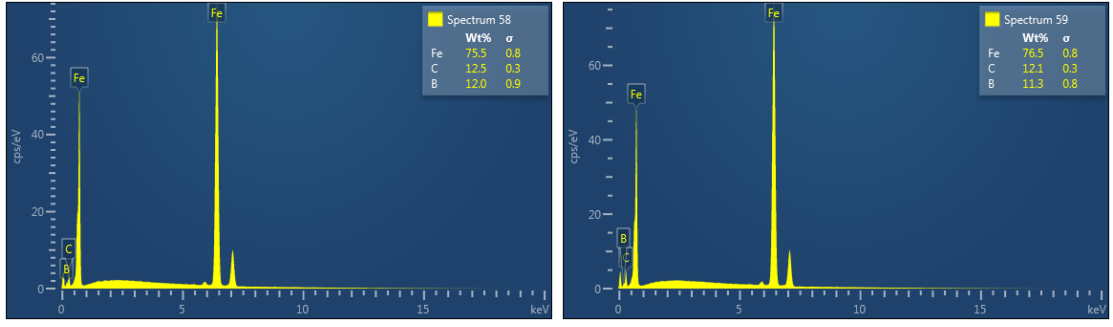 Spectrum 58
Wt% σ
Fe 75.5 0.8
C 12.5 0.3
B 12.0 0.9
Fe
Fe
C
B
cps/eV
60
40
20
0
0 5 10 15 keV
Spectrum 59
Wt% σ
Fe 76.5 0.8
C 12.1 0.3
B 11.3 0.8
Fe
Fe
B
C
cps/eV
60
40
20
0
0 5 10 15 keV